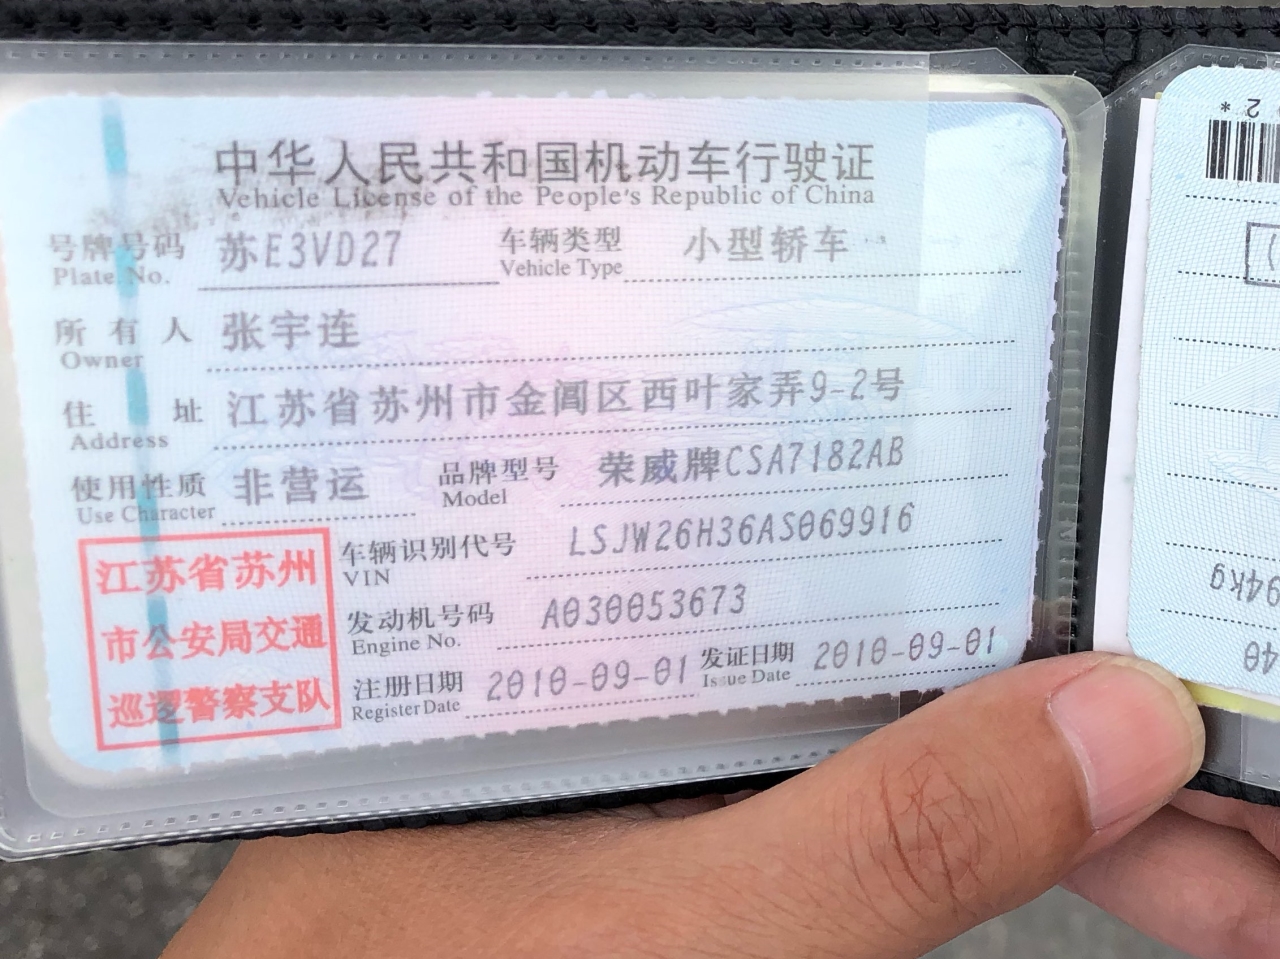 中华人民共和国机动车行驶证
Vehicle License of the People's Republic of China
号牌号码 苏E3VD27 车辆类型 小型轿车
Plate No. Vehicle Type
所有人 张宇连
Owner
住址 江苏省苏州市金阊区西叶家弄9-2号
Address
使用性质 非营运 品牌型号 荣威牌CSA7182AB
Use Character Model
车辆识别代号 LSJW26H36AS069916
VIN
发动机号码 A030053673
Engine No.
注册日期 2010-09-01 发证日期 2010-09-01
Register Date Issue Date
江苏省苏州
市公安局交通
巡逻警察支队